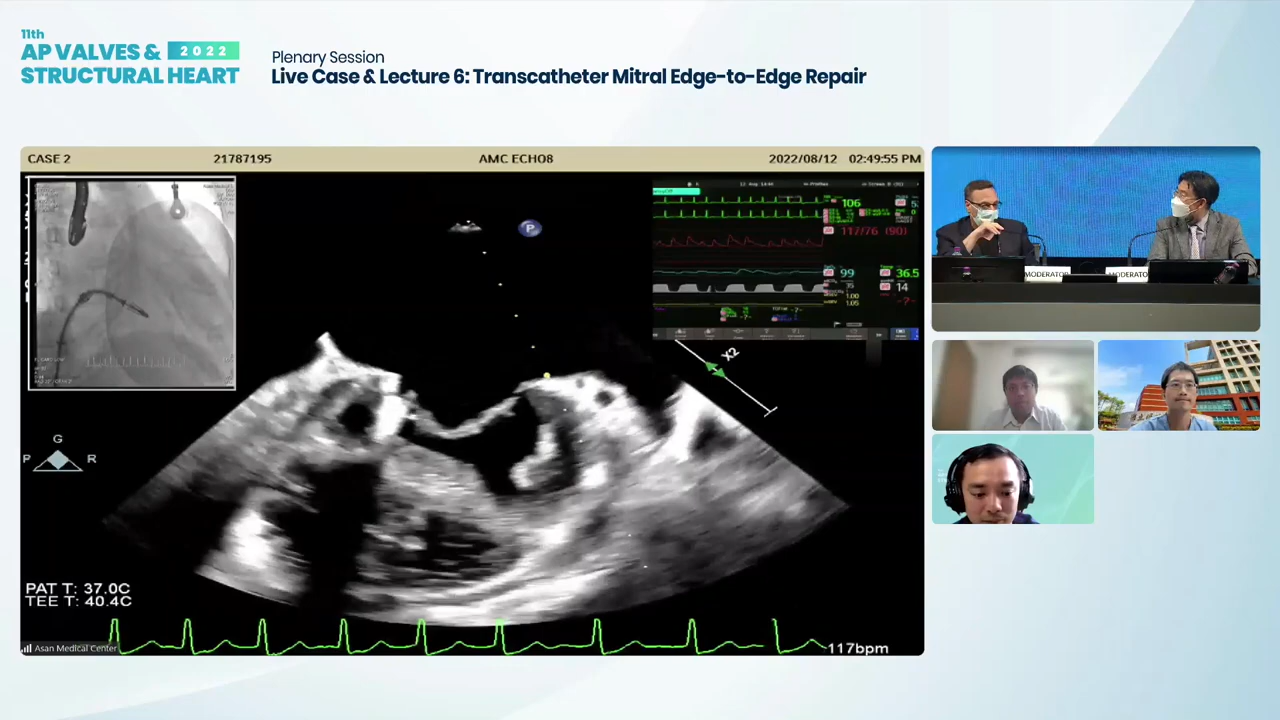 11th
AP VALVES & 2022
STRUCTURAL HEART
Plenary Session
Live Case & Lecture 6: Transcatheter Mitral Edge-to-Edge Repair
CASE 2 21787195 AMC ECHO8 2022/08/12 02:49:55 PM
P
106
117/76 (90)
99
36.5
14
X2
G
P R
PAT T: 37.0C
TEE T: 40.4C
Asan Medical Center
117bpm
MODERATOR
MODERATO